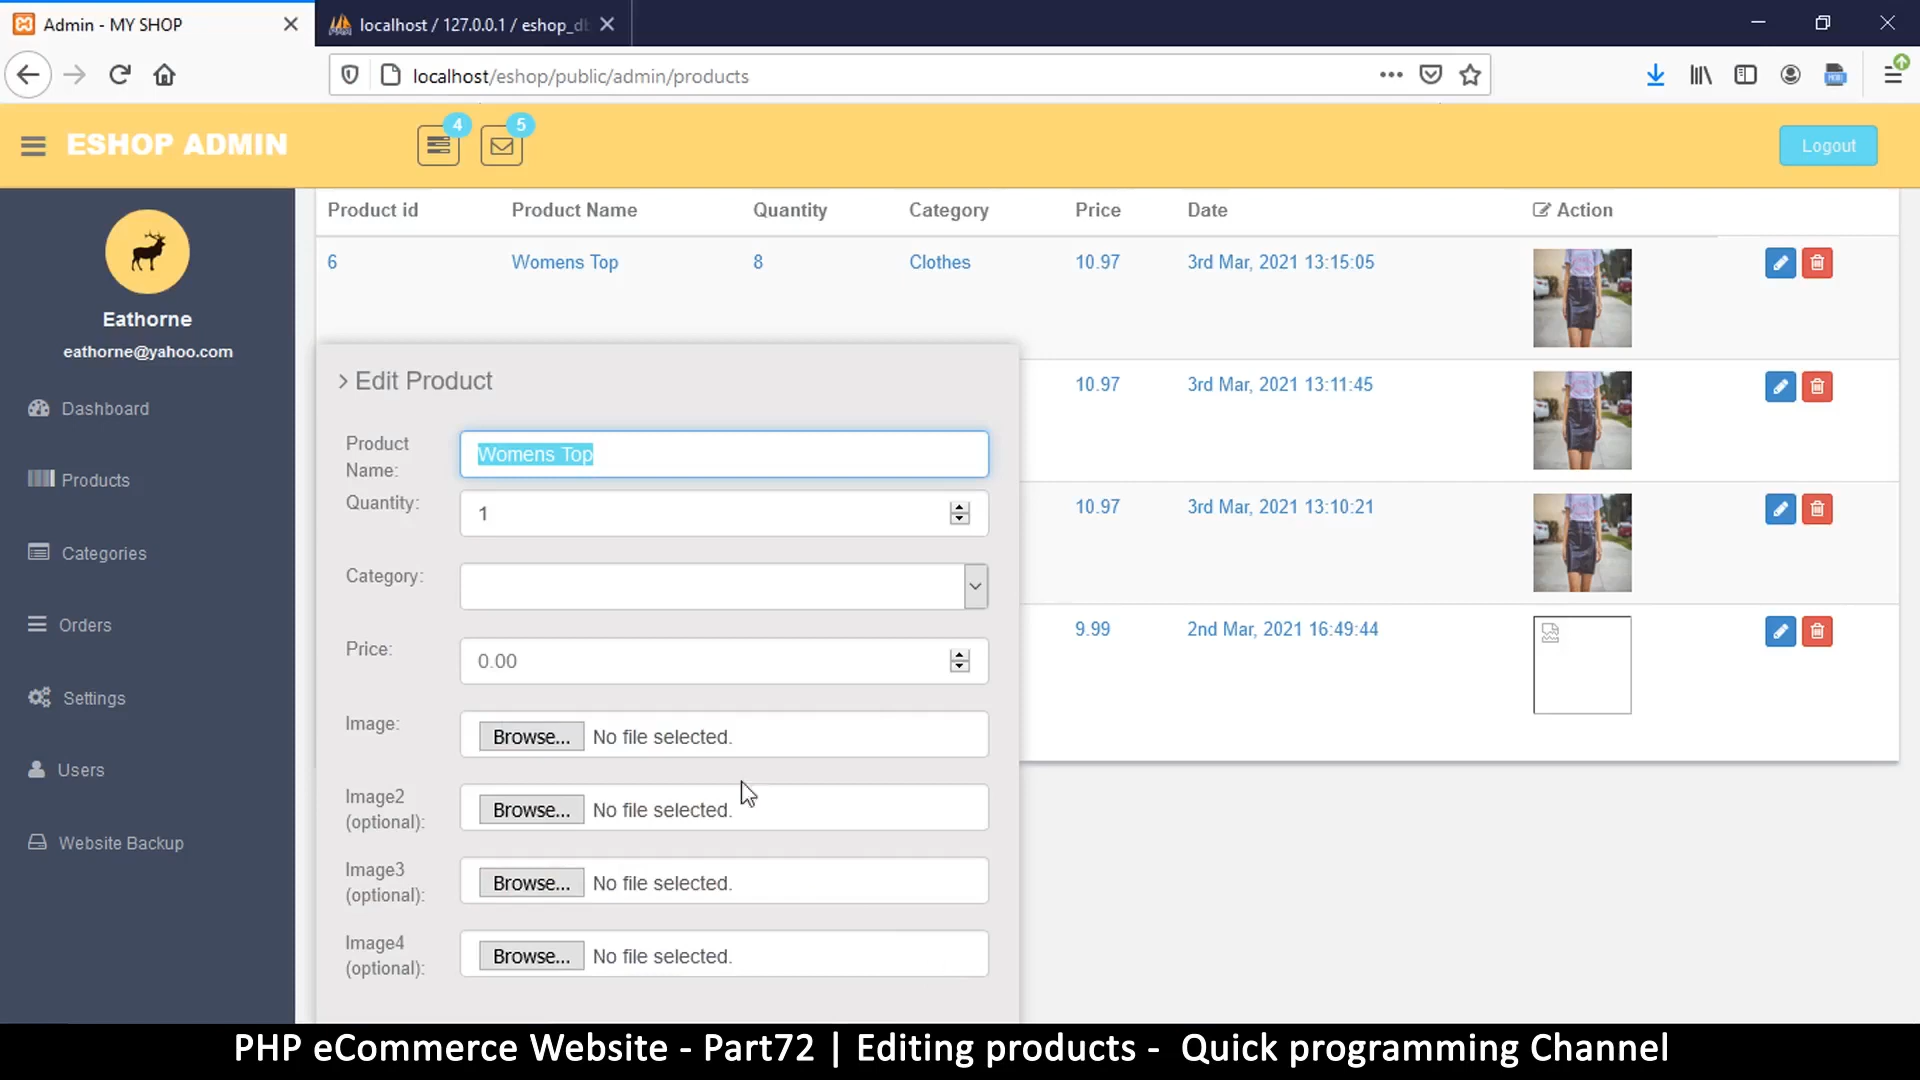 Admin - MY SHOP
localhost / 127.0.0.1 / eshop_db
localhost/eshop/public/admin/products
ESHOP ADMIN
4
5
Logout
Eathorne
eathorne@yahoo.com
Dashboard
Products
Categories
Orders
Settings
Users
Website Backup
Product id Product Name Quantity Category Price Date Action
6 Womens Top 8 Clothes 10.97 3rd Mar, 2021 13:15:05
10.97 3rd Mar, 2021 13:11:45
10.97 3rd Mar, 2021 13:10:21
9.99 2nd Mar, 2021 16:49:44
Edit Product
Product
Name:
Womens Top
Quantity:
1
Category:
Price:
0.00
Image:
Browse... No file selected.
Image2
(optional):
Browse... No file selected.
Image3
(optional):
Browse... No file selected.
Image4
(optional):
Browse... No file selected.
PHP eCommerce Website - Part72 | Editing products - Quick programming Channel